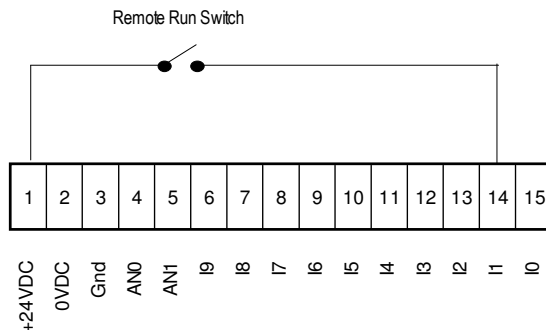 Remote Run Switch
1 2 3 4 5 6 7 8 9 10 11 12 13 14 15
+24VDC 0VDC Gnd AN0 AN1 I9 I8 I7 I6 I5 I4 I3 I2 I1 I0